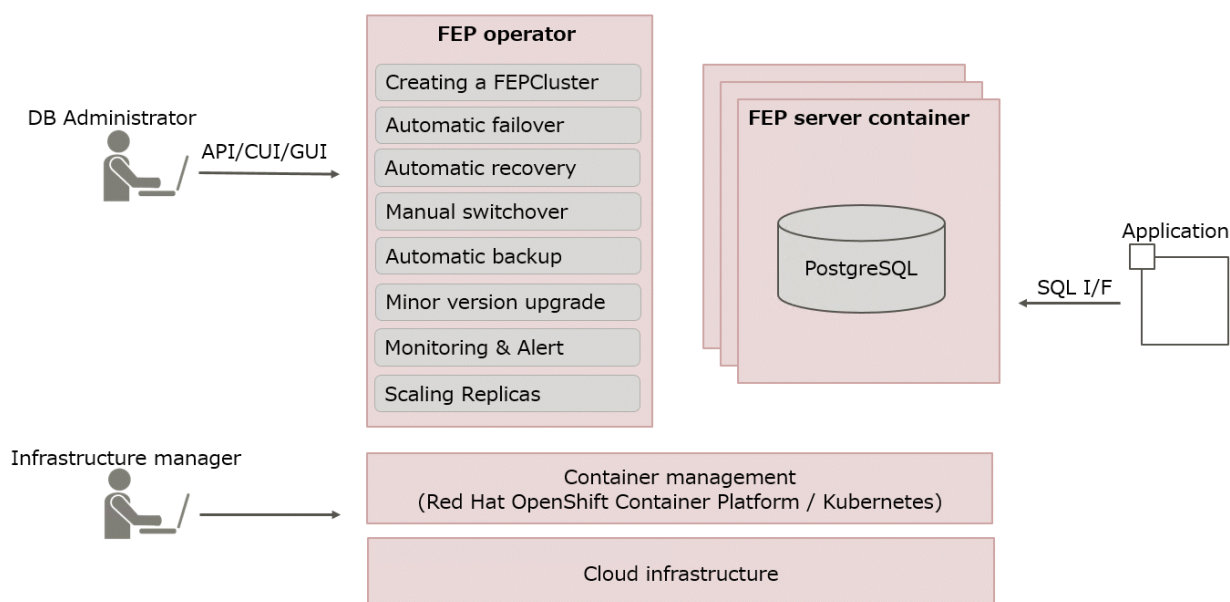 FEP operator
Creating a FEPCluster
Automatic failover
Automatic recovery
Manual switchover
Automatic backup
Minor version upgrade
Monitoring & Alert
Scaling Replicas
DB Administrator
API/CUI/GUI
FEP server container
PostgreSQL
Application
SQL I/F
Infrastructure manager
Container management
(Red Hat OpenShift Container Platform / Kubernetes)
Cloud infrastructure